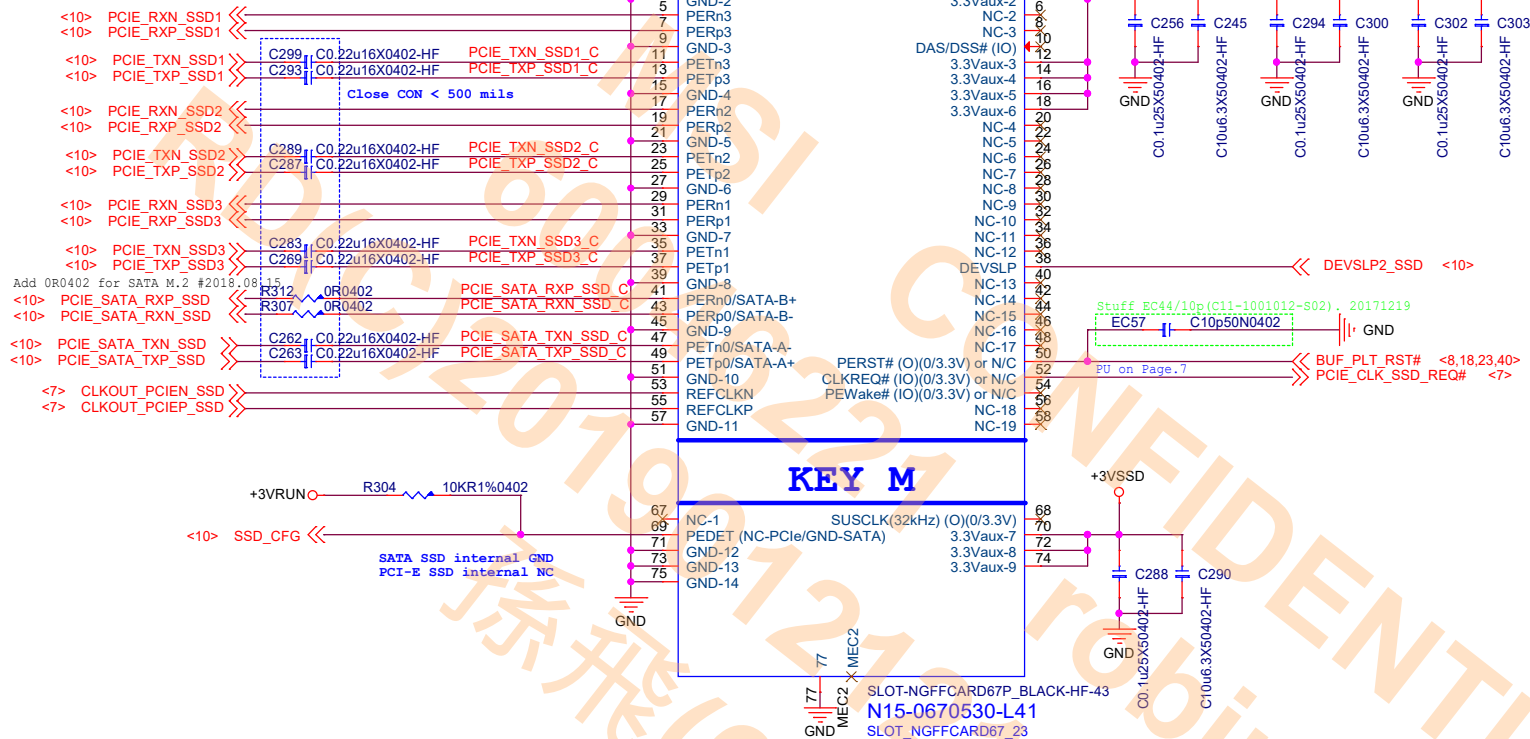 <10> PCIE_RXN_SSD1
<10> PCIE_RXP_SSD1
<10> PCIE_TXN_SSD1
<10> PCIE_TXP_SSD1
<10> PCIE_RXN_SSD2
<10> PCIE_RXP_SSD2
<10> PCIE_TXN_SSD2
<10> PCIE_TXP_SSD2
<10> PCIE_RXN_SSD3
<10> PCIE_RXP_SSD3
<10> PCIE_TXN_SSD3
<10> PCIE_TXP_SSD3
Add 0R0402 for SATA M.2 #2018.08.15
<10> PCIE_SATA_RXP_SSD
<10> PCIE_SATA_RXN_SSD
<10> PCIE_SATA_TXN_SSD
<10> PCIE_SATA_TXP_SSD
<7> CLKOUT_PCIEN_SSD
<7> CLKOUT_PCIEP_SSD
C299 C0.22u16X0402-HF PCIE_TXN_SSD1_C
C293 C0.22u16X0402-HF PCIE_TXP_SSD1_C
Close CON < 500 mils
C289 C0.22u16X0402-HF PCIE_TXN_SSD2_C
C287 C0.22u16X0402-HF PCIE_TXP_SSD2_C
C283 C0.22u16X0402-HF PCIE_TXN_SSD3_C
C269 C0.22u16X0402-HF PCIE_TXP_SSD3_C
R312 0R0402 PCIE_SATA_RXP_SSD_C
R307 0R0402 PCIE_SATA_RXN_SSD_C
C262 C0.22u16X0402-HF PCIE_SATA_TXN_SSD_C
C263 C0.22u16X0402-HF PCIE_SATA_TXP_SSD_C
GND-2
5 PERn3
7 PERp3
9 GND-3
11 PETn3
13 PETp3
15 GND-4
17 PERn2
19 PERp2
21 GND-5
23 PETn2
25 PETp2
27 GND-6
29 PERn1
31 PERp1
33 GND-7
35 PETn1
37 PETp1
39 GND-8
41 PERn0/SATA-B+
43 PERp0/SATA-B-
45 GND-9
47 PETn0/SATA-A-
49 PETp0/SATA-A+
51 GND-10
53 REFCLKN
55 REFCLKP
57 GND-11
3.3Vaux-2
NC-2 6
NC-3 8
DAS/DSS# (IO) 10
3.3Vaux-3 12
3.3Vaux-4 14
3.3Vaux-5 16
3.3Vaux-6 18
NC-4 20
NC-5 22
NC-6 24
NC-7 26
NC-8 28
NC-9 30
NC-10 32
NC-11 34
NC-12 36
DEVSLP 38
NC-13 40
NC-14 42
NC-15 44
NC-16 46
NC-17 48
PERST# (O)(0/3.3V) or N/C 50
CLKREQ# (IO)(0/3.3V) or N/C 52
PEWake# (IO)(0/3.3V) or N/C 54
NC-18 56
NC-19 58
C256 C245 C294 C300 C302 C303
C0.1u25X50402-HF
C10u6.3X50402-HF
C0.1u25X50402-HF
C10u6.3X50402-HF
C0.1u25X50402-HF
C10u6.3X50402-HF
GND GND GND
DEVSLP2_SSD <10>
Stuff EC44/10p(C11-1001012-S02), 20171219
EC57 C10p50N0402 GND
BUF_PLT_RST# <8,18,23,40>
PU on Page.7
PCIE_CLK_SSD_REQ# <7>
KEY M
+3VRUN R304 10KR1%0402
<10> SSD_CFG
SATA SSD internal GND
PCI-E SSD internal NC
67 NC-1
69 PEDET (NC-PCIe/GND-SATA)
71 GND-12
73 GND-13
75 GND-14
GND
SUSCLK(32kHz) (O)(0/3.3V) 68
3.3Vaux-7 70
3.3Vaux-8 72
3.3Vaux-9 74
+3VSSD
C288 C290
C0.1u25X50402-HF
C10u6.3X50402-HF
GND
77
MEC2
77
MEC2
GND
SLOT-NGFFCARD67P_BLACK-HF-43
N15-0670530-L41
SLOT_NGFFCARD67_23
MSI CONFIDENTI
robin
孫飛(